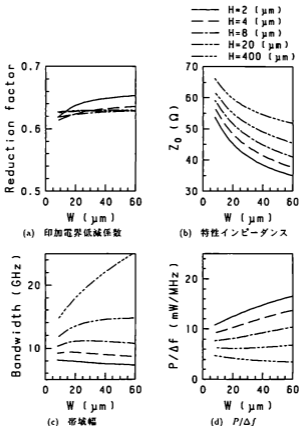 H=2 (μm)
H=4 (μm)
H=8 (μm)
H=20 (μm)
H=400 (μm)
Reduction factor
0.7
0.6
0.5
0 20 40 60
W (μm)
(a) 印加電界低減係数
Z0 (Ω)
70
60
50
40
30
0 20 40 60
W (μm)
(b) 特性インピーダンス
Bandwidth (GHz)
20
10
0 20 40 60
W (μm)
(c) 帯域幅
P/Δf (mW/MHz)
20
10
0
0 20 40 60
W (μm)
(d) P/Δf